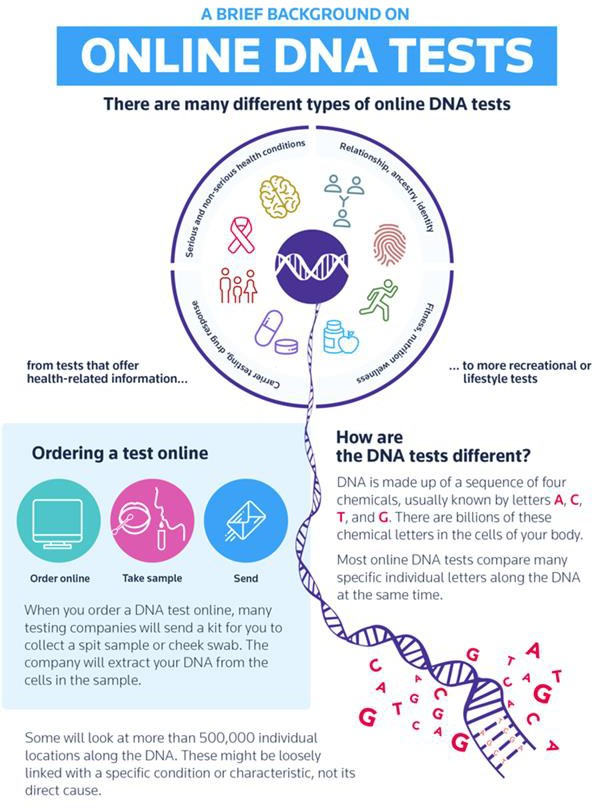 A BRIEF BACKGROUND ON
ONLINE DNA TESTS
There are many different types of online DNA tests
Serious and non-serious health conditions
Relationship, ancestry, identity
Carrier testing, drug response
Fitness, nutrition wellness
from tests that offer
health-related information...
... to more recreational or
lifestyle tests
Ordering a test online
Order online
Take sample
Send
When you order a DNA test online, many
testing companies will send a kit for you to
collect a spit sample or cheek swab. The
company will extract your DNA from the
cells in the sample.
How are
the DNA tests different?
DNA is made up of a sequence of four
chemicals, usually known by letters A, C,
T, and G. There are billions of these
chemical letters in the cells of your body.
Most online DNA tests compare many
specific individual letters along the DNA
at the same time.
G T A T
C A C A G
A G C
G T C G A G C A
Some will look at more than 500,000 individual
locations along the DNA. These might be loosely
linked with a specific condition or characteristic, not its
direct cause.